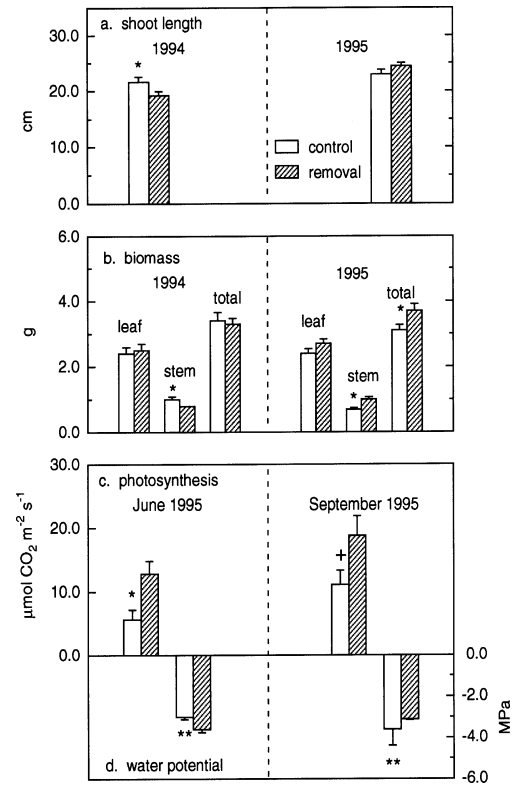 a. shoot length
1994
1995
*
30.0
20.0
10.0
0.0
cm
control
removal
b. biomass
1994
1995
leaf
stem
total
*
leaf
stem
total
*
*
6.0
4.0
2.0
0.0
g
c. photosynthesis
June 1995
September 1995
*
+
30.0
20.0
10.0
0.0
µmol CO2 m-2 s-1
**
**
d. water potential
0.0
-2.0
-4.0
-6.0
MPa